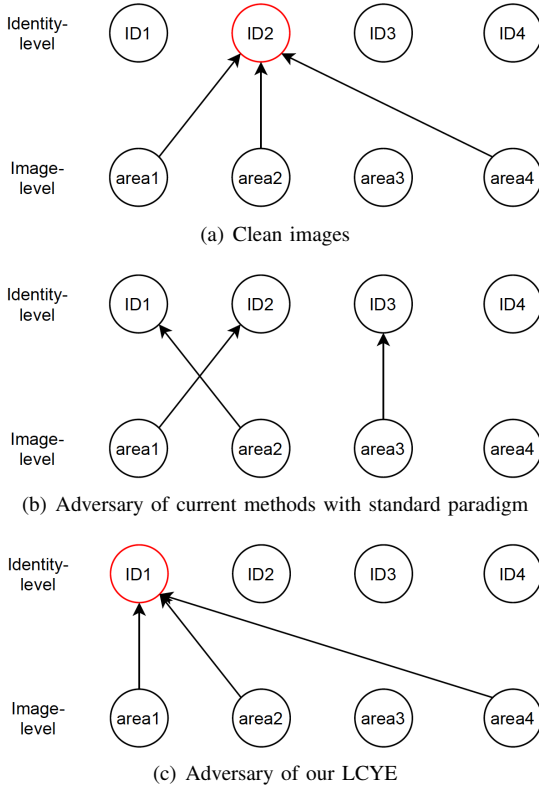 Identity-
level
ID1 ID2 ID3 ID4
Image-
level
area1 area2 area3 area4
(a) Clean images
Identity-
level
ID1 ID2 ID3 ID4
Image-
level
area1 area2 area3 area4
(b) Adversary of current methods with standard paradigm
Identity-
level
ID1 ID2 ID3 ID4
Image-
level
area1 area2 area3 area4
(c) Adversary of our LCYE